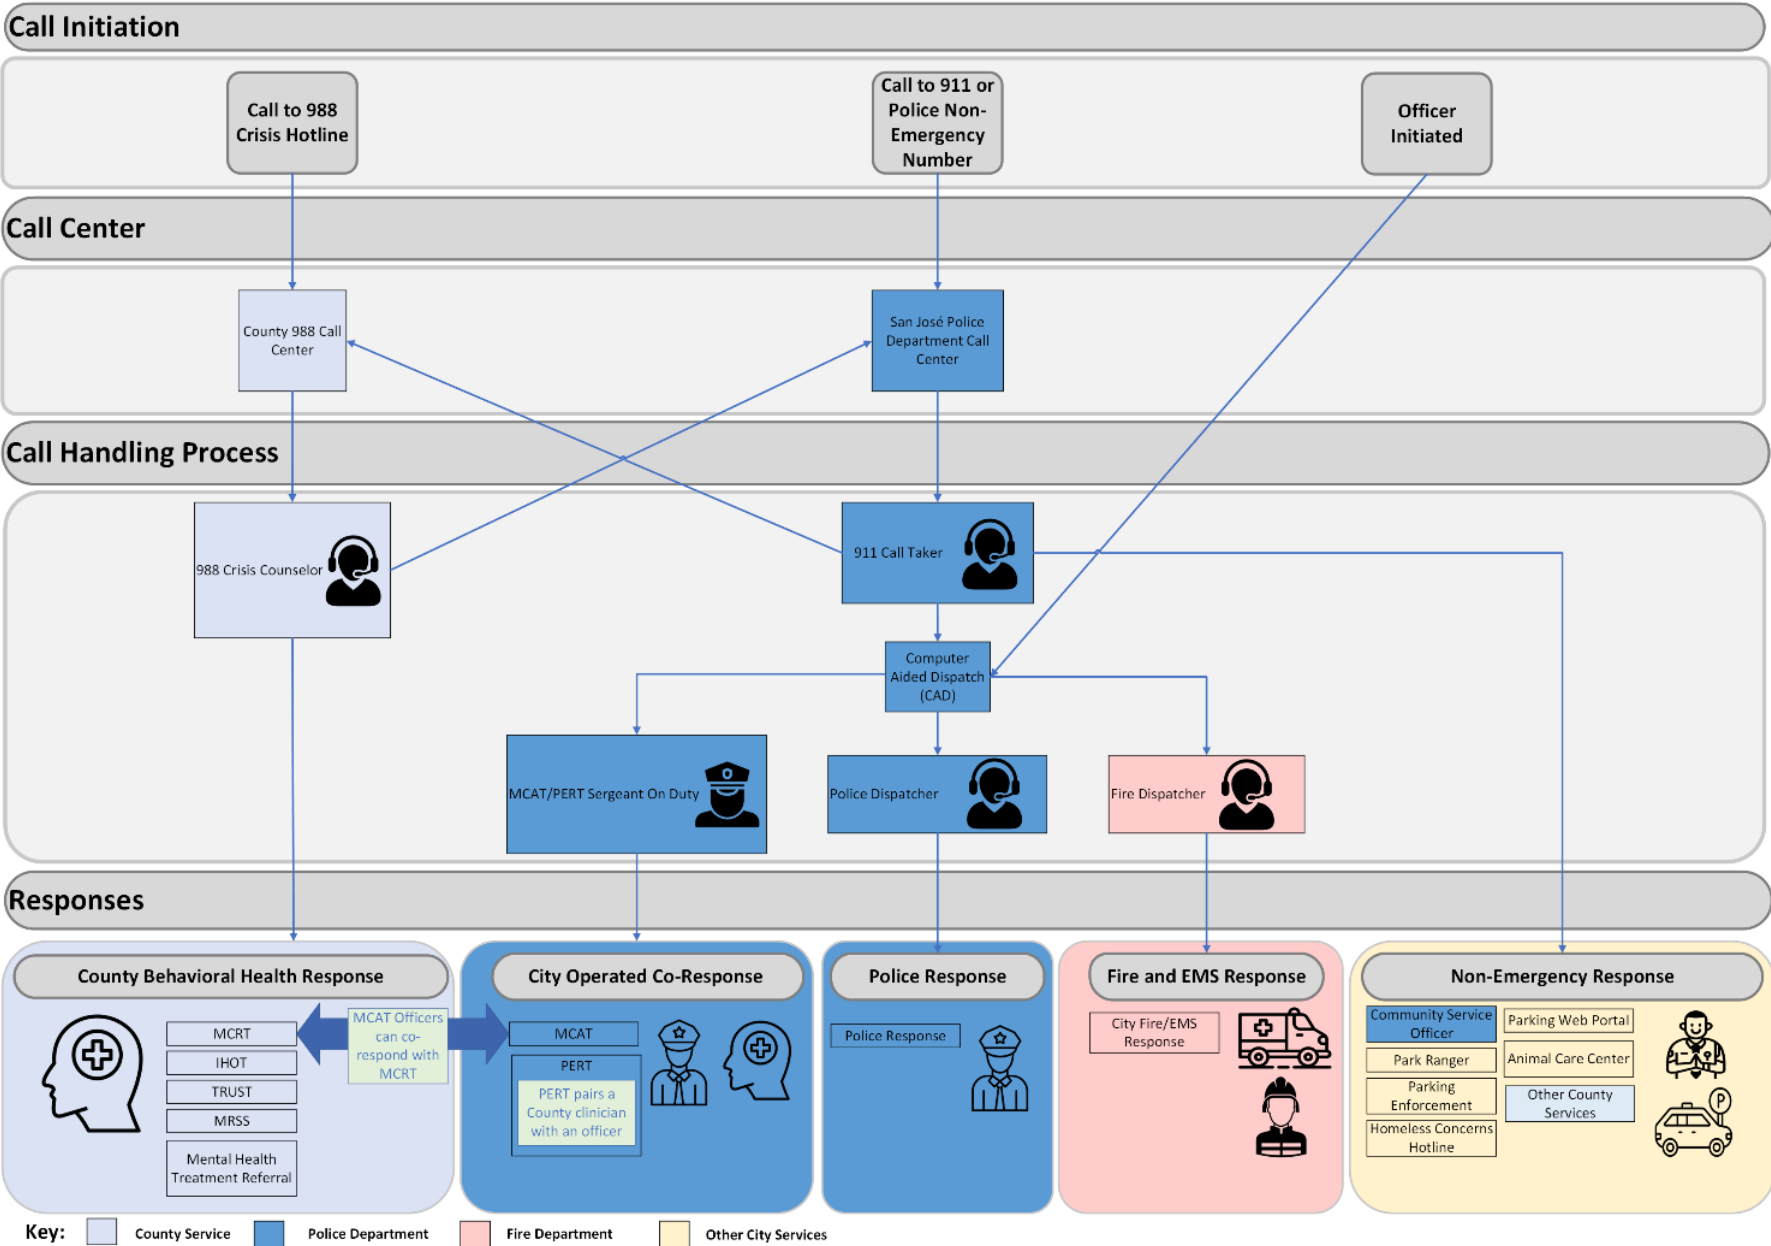 Call Initiation
Call to 988
Crisis Hotline
Call to 911 or
Police Non-
Emergency
Number
Officer
Initiated
Call Center
County 988 Call
Center
San José Police
Department Call
Center
Call Handling Process
988 Crisis Counselor
911 Call Taker
Computer
Aided Dispatch
(CAD)
MCAT/PERT Sergeant On Duty
Police Dispatcher
Fire Dispatcher
Responses
County Behavioral Health Response
MCRT
IHOT
TRUST
MRSS
Mental Health
Treatment Referral
MCAT Officers
can co-
respond with
MCRT
City Operated Co-Response
MCAT
PERT
PERT pairs a
County clinician
with an officer
Police Response
Police Response
Fire and EMS Response
City Fire/EMS
Response
Non-Emergency Response
Community Service
Officer
Park Ranger
Parking
Enforcement
Homeless Concerns
Hotline
Parking Web Portal
Animal Care Center
Other County
Services
P
Key:
County Service
Police Department
Fire Department
Other City Services